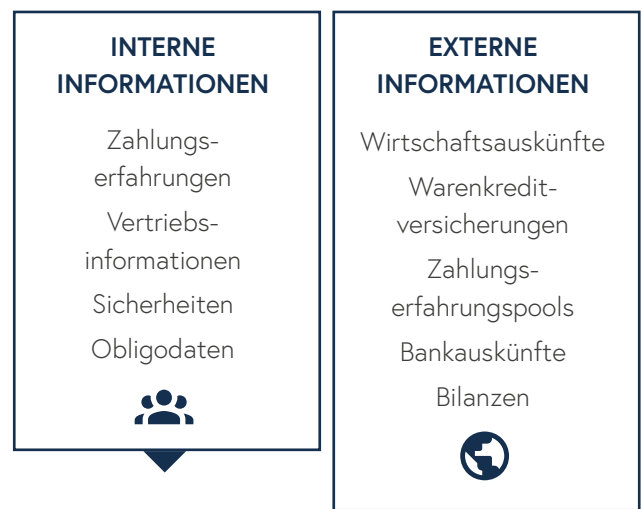 INTERNE
INFORMATIONEN
Zahlungs-
erfahrungen
Vertriebs-
informationen
Sicherheiten
Obligodaten
EXTERNE
INFORMATIONEN
Wirtschaftsauskünfte
Warenkredit-
versicherungen
Zahlungs-
erfahrungspools
Bankauskünfte
Bilanzen